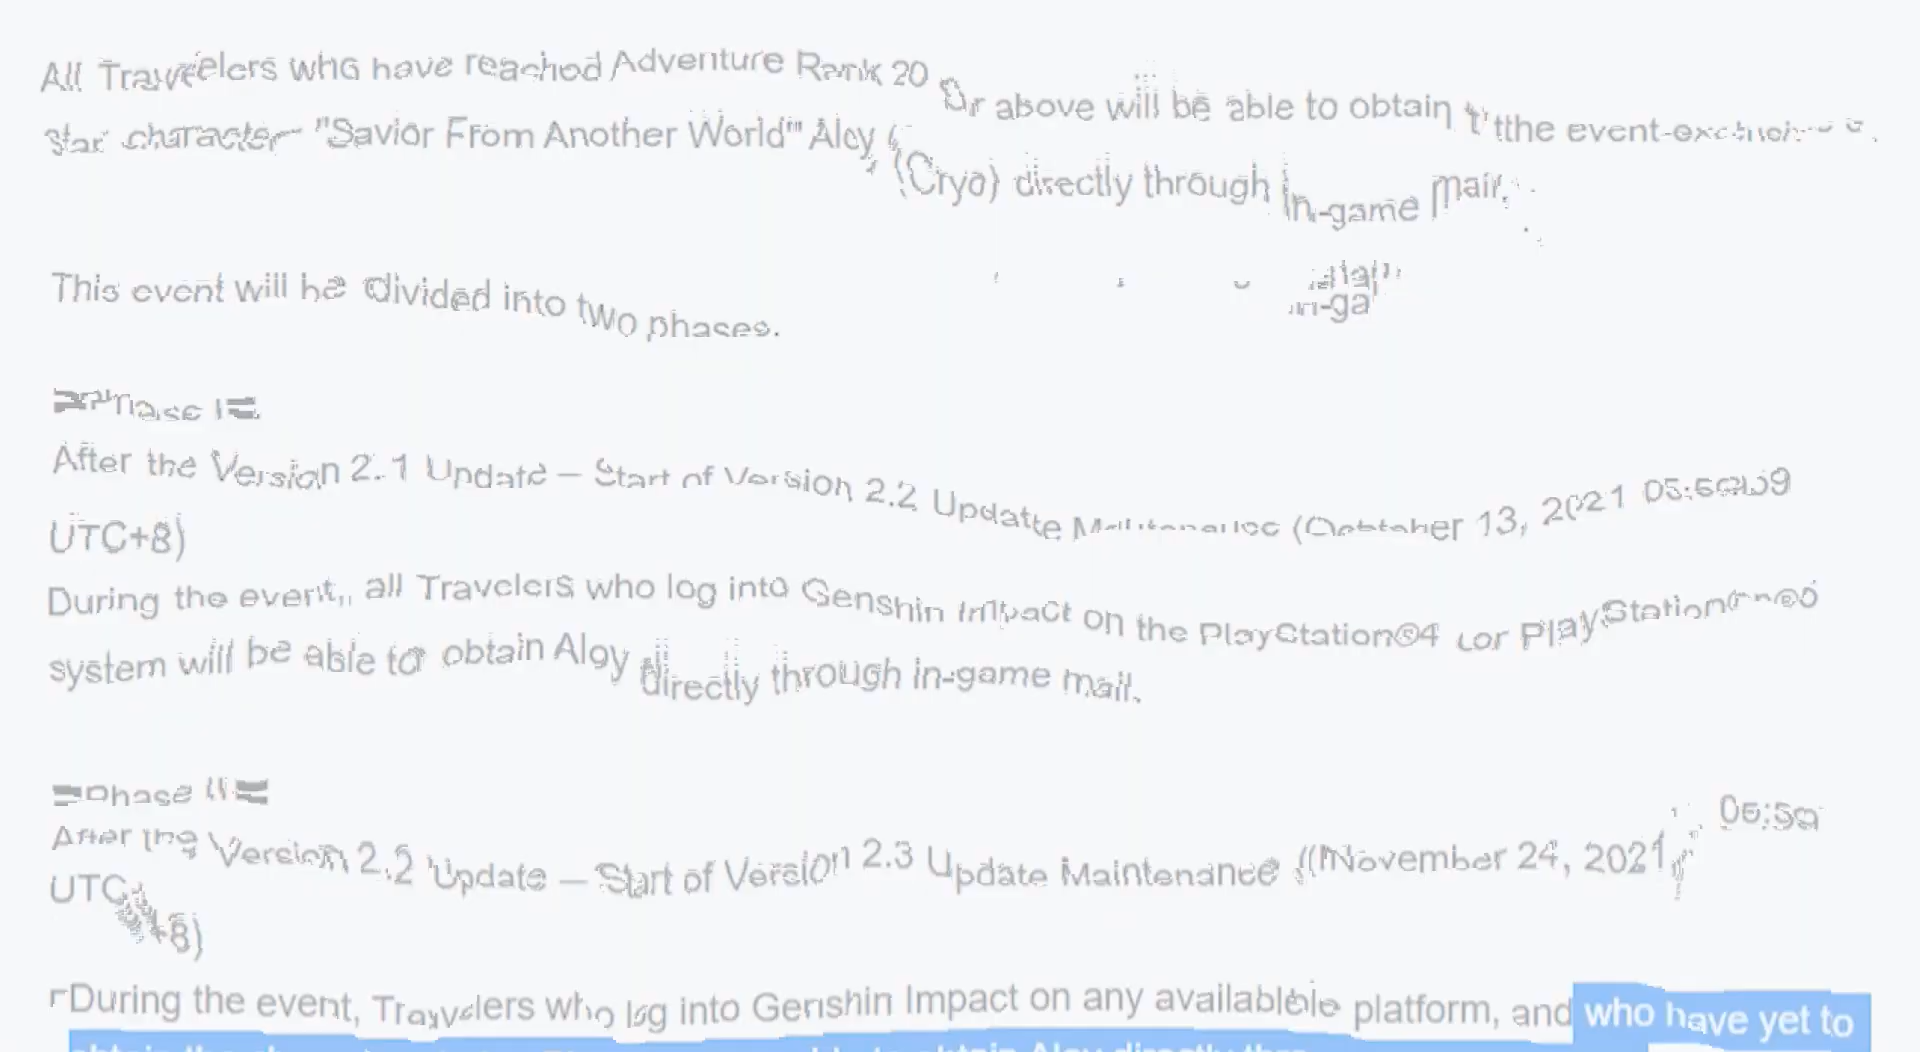 All Travelers who have reached Adventure Rank 20 or above will be able to obtain the event-exclusive
star character "Savior From Another World" Aloy (Cryo) directly through in-game mail.
This event will be divided into two phases.
Phase I
After the Version 2.1 Update – Start of Version 2.2 Update Maintenance (October 13, 2021
UTC+8)
During the event, all Travelers who log into Genshin Impact on the PlayStation®4 or PlayStation
system will be able to obtain Aloy directly through in-game mail.
Phase II
After the Version 2.2 Update – Start of Version 2.3 Update Maintenance (November 24, 2021
UTC+8)
During the event, Travelers who log into Genshin Impact on any available platform, and who have yet to
obtain Aloy directly